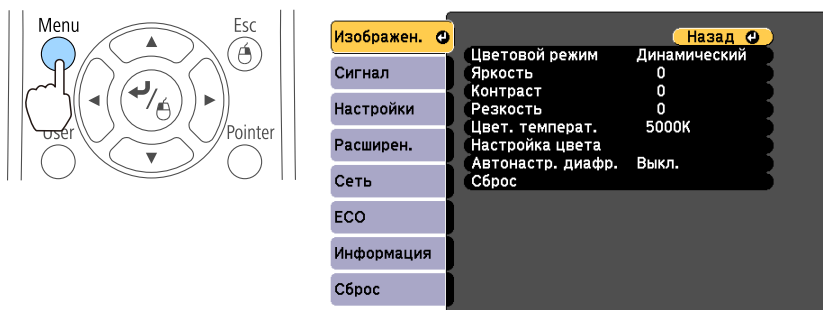 Menu
Esc
User
Pointer
Изображен.
Сигнал
Настройки
Расширен.
Сеть
ECO
Информация
Сброс
Назад
Цветовой режим Динамический
Яркость 0
Контраст 0
Резкость 0
Цвет. температ. 5000K
Настройка цвета
Автонастр. диафр. Выкл.
Сброс